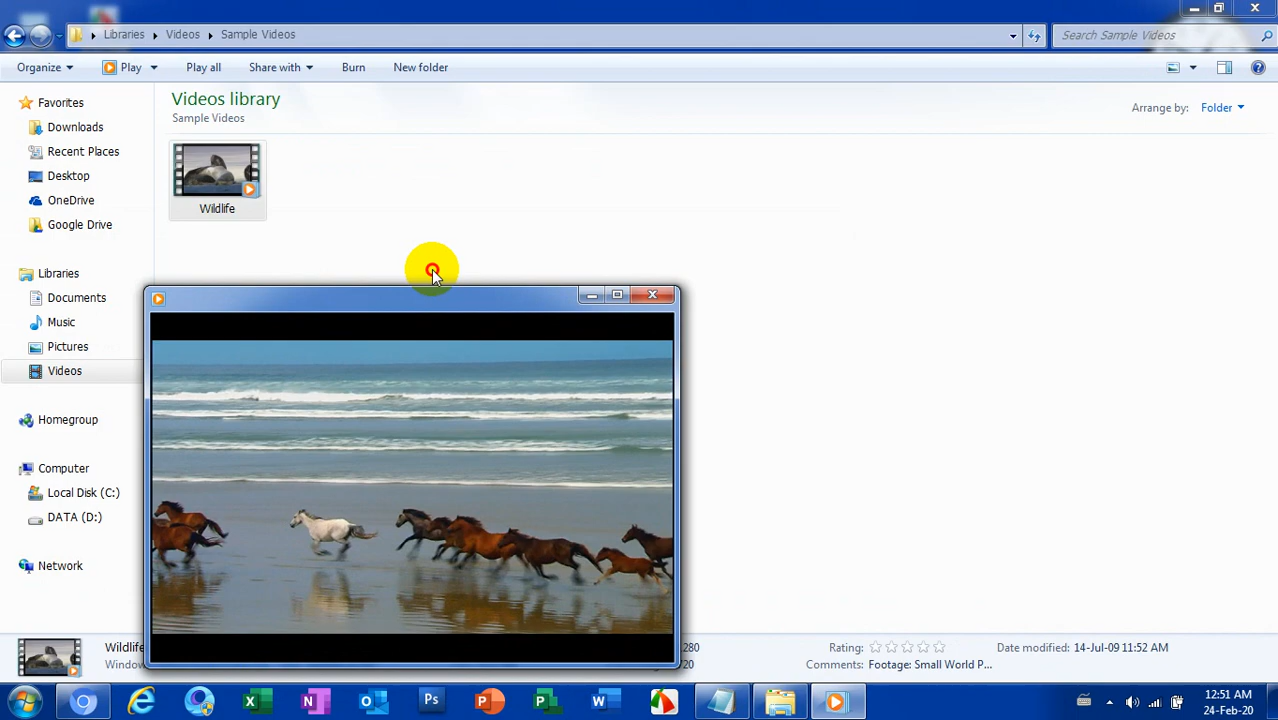 Libraries Videos Sample Videos
Search Sample Videos
Organize Play Play all Share with Burn New folder
Favorites
Downloads
Recent Places
Desktop
OneDrive
Google Drive
Libraries
Documents
Music
Pictures
Videos
Homegroup
Computer
Local Disk (C:)
DATA (D:)
Network
Videos library
Sample Videos
Arrange by: Folder
Wildlife
Wildlife
Rating:
Date modified: 14-Jul-09 11:52 AM
Comments: Footage: Small World P...
X N O Ps P P W
12:51 AM
24-Feb-20